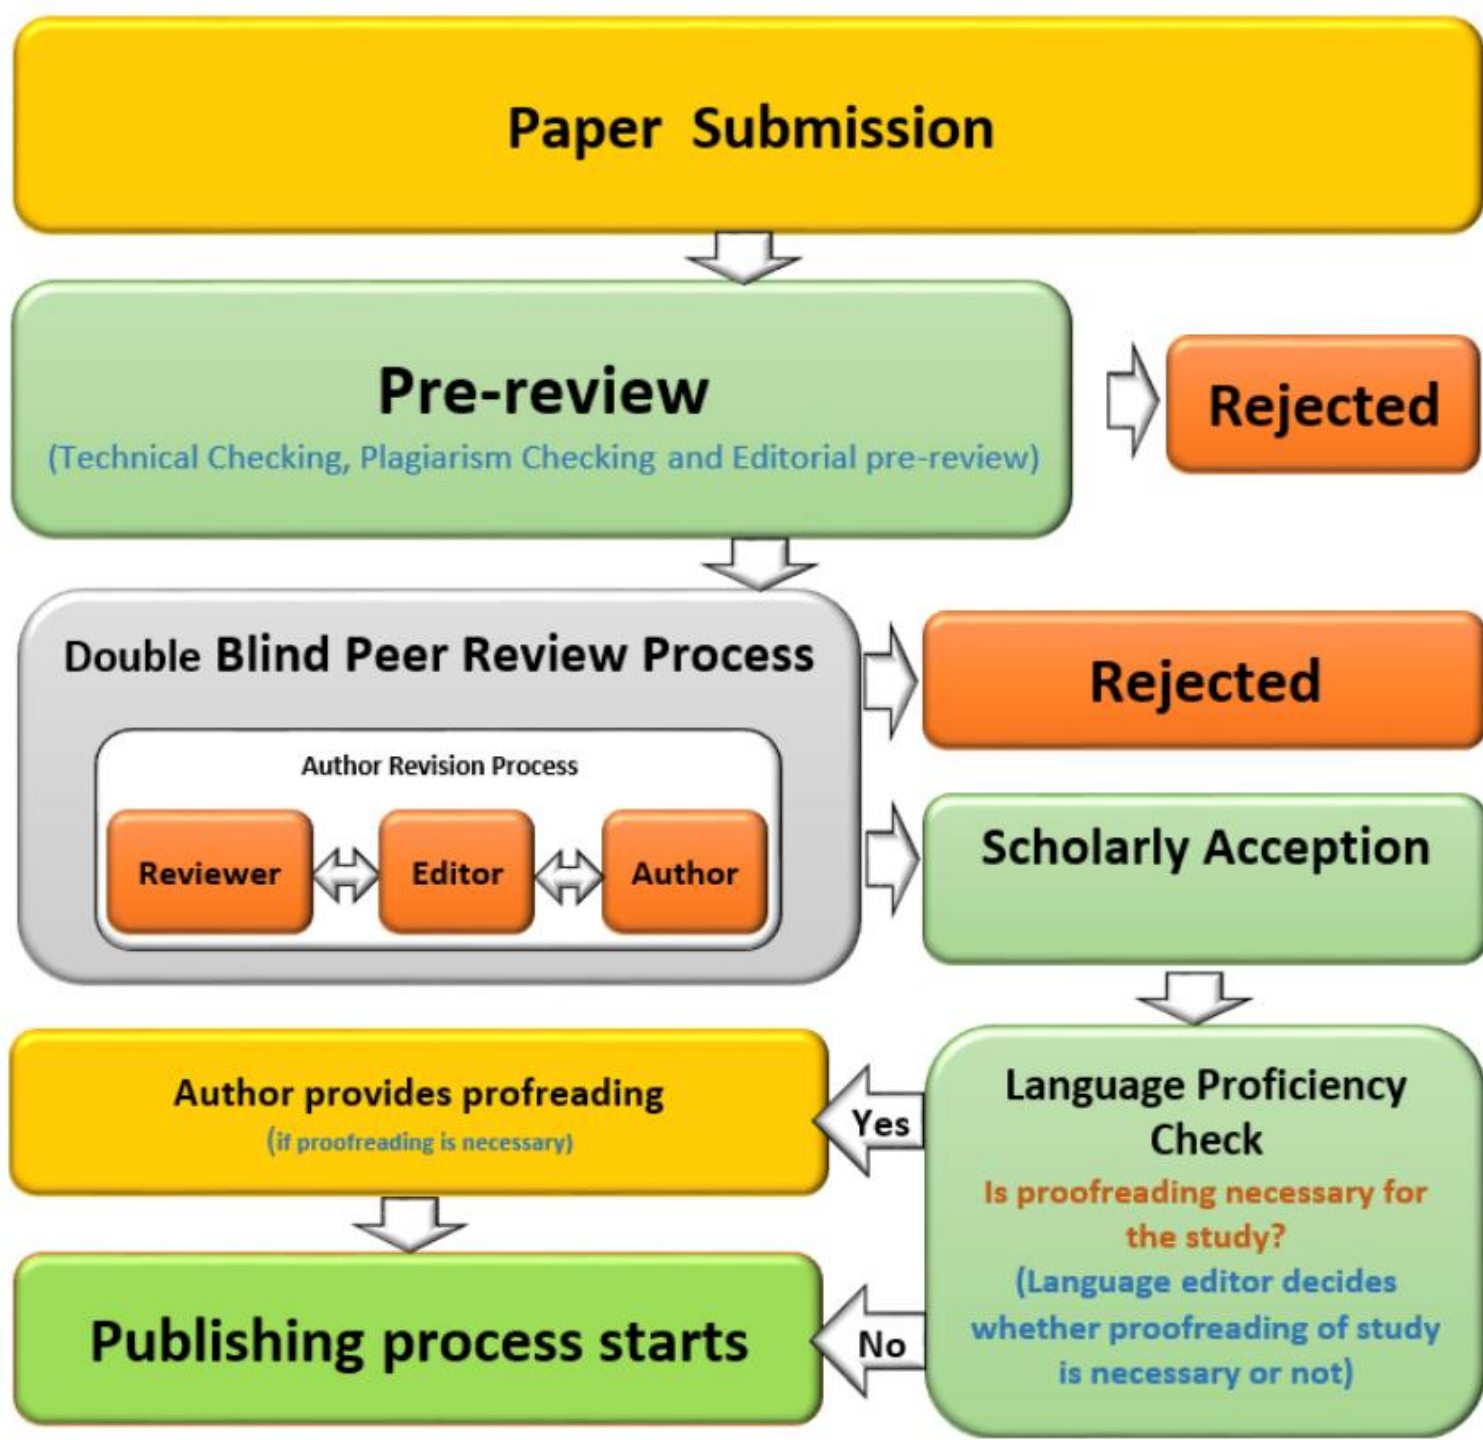 Paper Submission
Pre-review
(Technical Checking, Plagiarism Checking and Editorial pre-review)
Rejected
Double Blind Peer Review Process
Rejected
Author Revision Process
Reviewer
Editor
Author
Scholarly Acception
Language Proficiency
Check
Is proofreading necessary for
the study?
(Language editor decides
whether proofreading of study
is necessary or not)
Yes
Author provides profreading
(if proofreading is necessary)
No
Publishing process starts